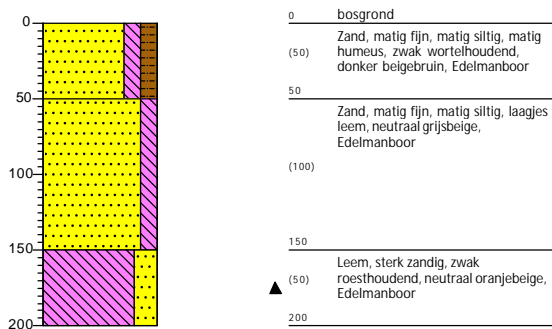 0
50
100
150
200
0 bosgrond
(50) Zand, matig fijn, matig siltig, matig
humeus, zwak wortelhoudend,
donker beigebruin, Edelmanboor
50
Zand, matig fijn, matig siltig, laagjes
leem, neutraal grijsbeige,
Edelmanboor
(100)
150
Leem, sterk zandig, zwak
(50) roesthoudend, neutraal oranjebeige,
Edelmanboor
200